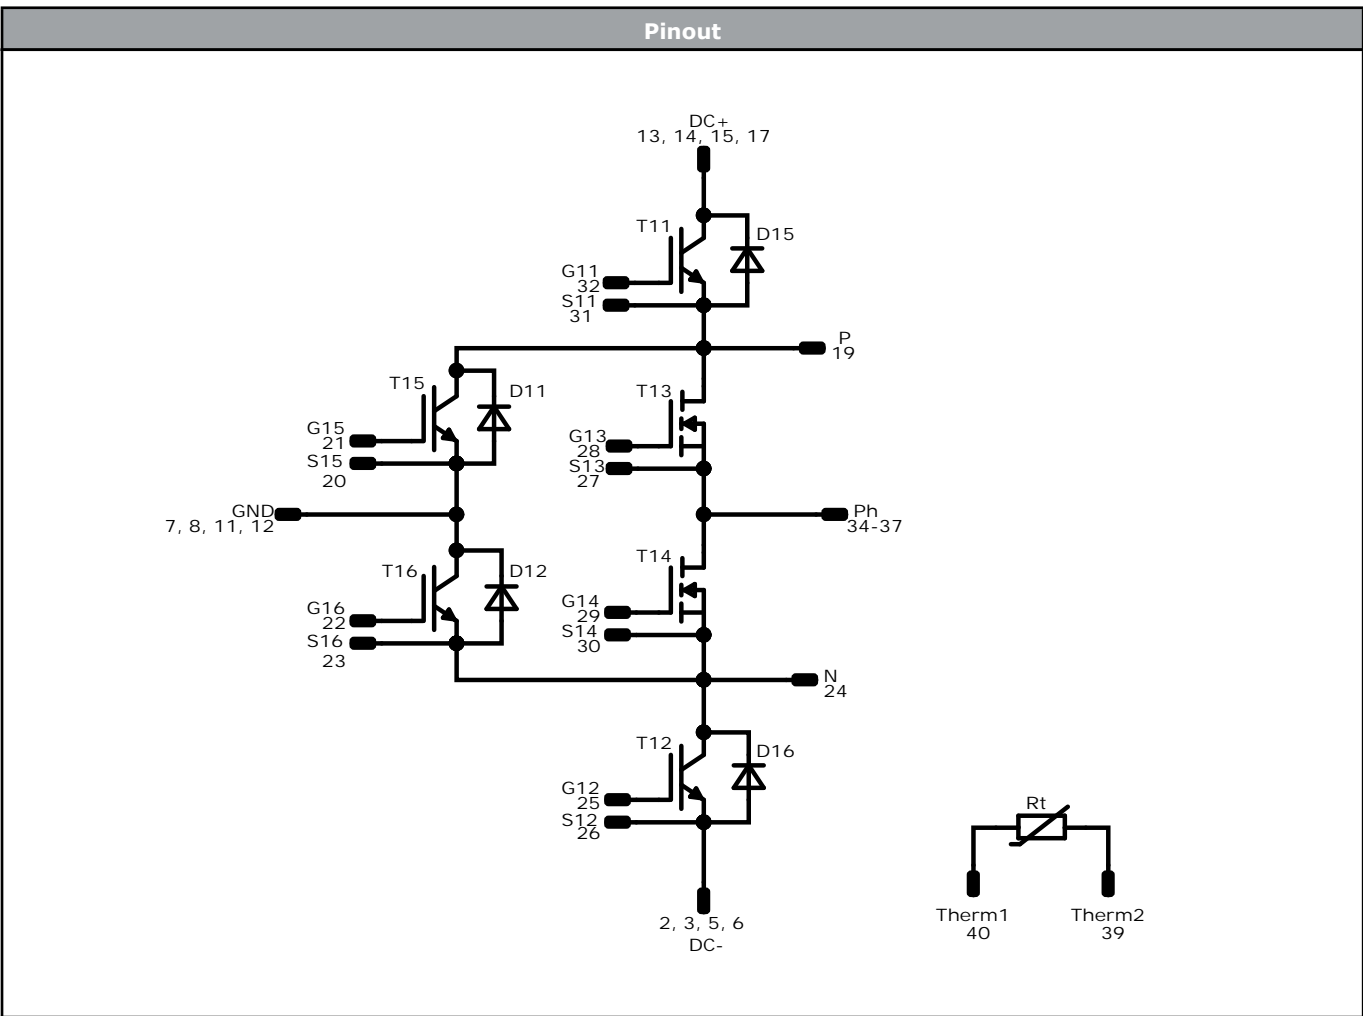 Pinout
DC+
13, 14, 15, 17
T11
D15
G11
32
S11
31
P
19
T15
D11
T13
G15
21
S15
20
G13
28
S13
27
GND
7, 8, 11, 12
Ph
34-37
T16
D12
T14
G16
22
S16
23
G14
29
S14
30
N
24
T12
D16
G12
25
S12
26
Rt
Therm1
40
Therm2
39
2, 3, 5, 6
DC-